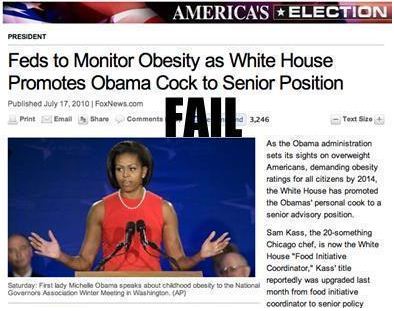 AMERICA'S ★ ELECTION
PRESIDENT
Feds to Monitor Obesity as White House
Promotes Obama Cock to Senior Position
Published July 17, 2010 | FoxNews.com
Print Email Share Comments 3,246 Text Size
FAIL
As the Obama administration
sets its sights on overweight
Americans, demanding obesity
ratings for all citizens by 2014,
the White House has promoted
the Obamas' personal cook to a
senior advisory position.
Sam Kass, the 20-something
Chicago chef, is now the White
House "Food Initiative
Coordinator," Kass' title
reportedly was upgraded last
month from food initiative
coordinator to senior policy
Saturday: First lady Michelle Obama speaks about childhood obesity to the National
Governors Association Winter Meeting in Washington. (AP)